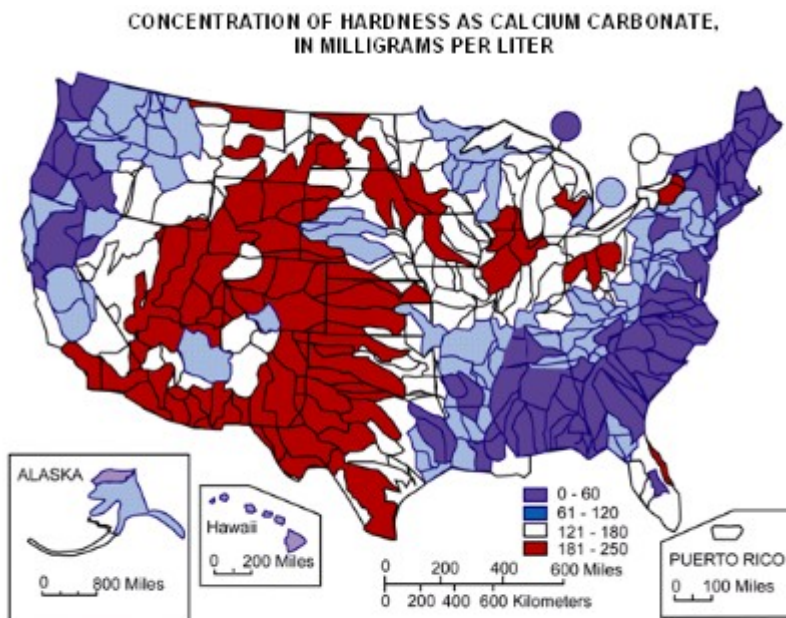 CONCENTRATION OF HARDNESS AS CALCIUM CARBONATE,
IN MILLIGRAMS PER LITER
ALASKA
0 800 Miles
Hawaii
0 200 Miles
0 - 60
61 - 120
121 - 180
181 - 250
0 200 400 600 Miles
0 200 400 600 Kilometers
PUERTO RICO
0 100 Miles